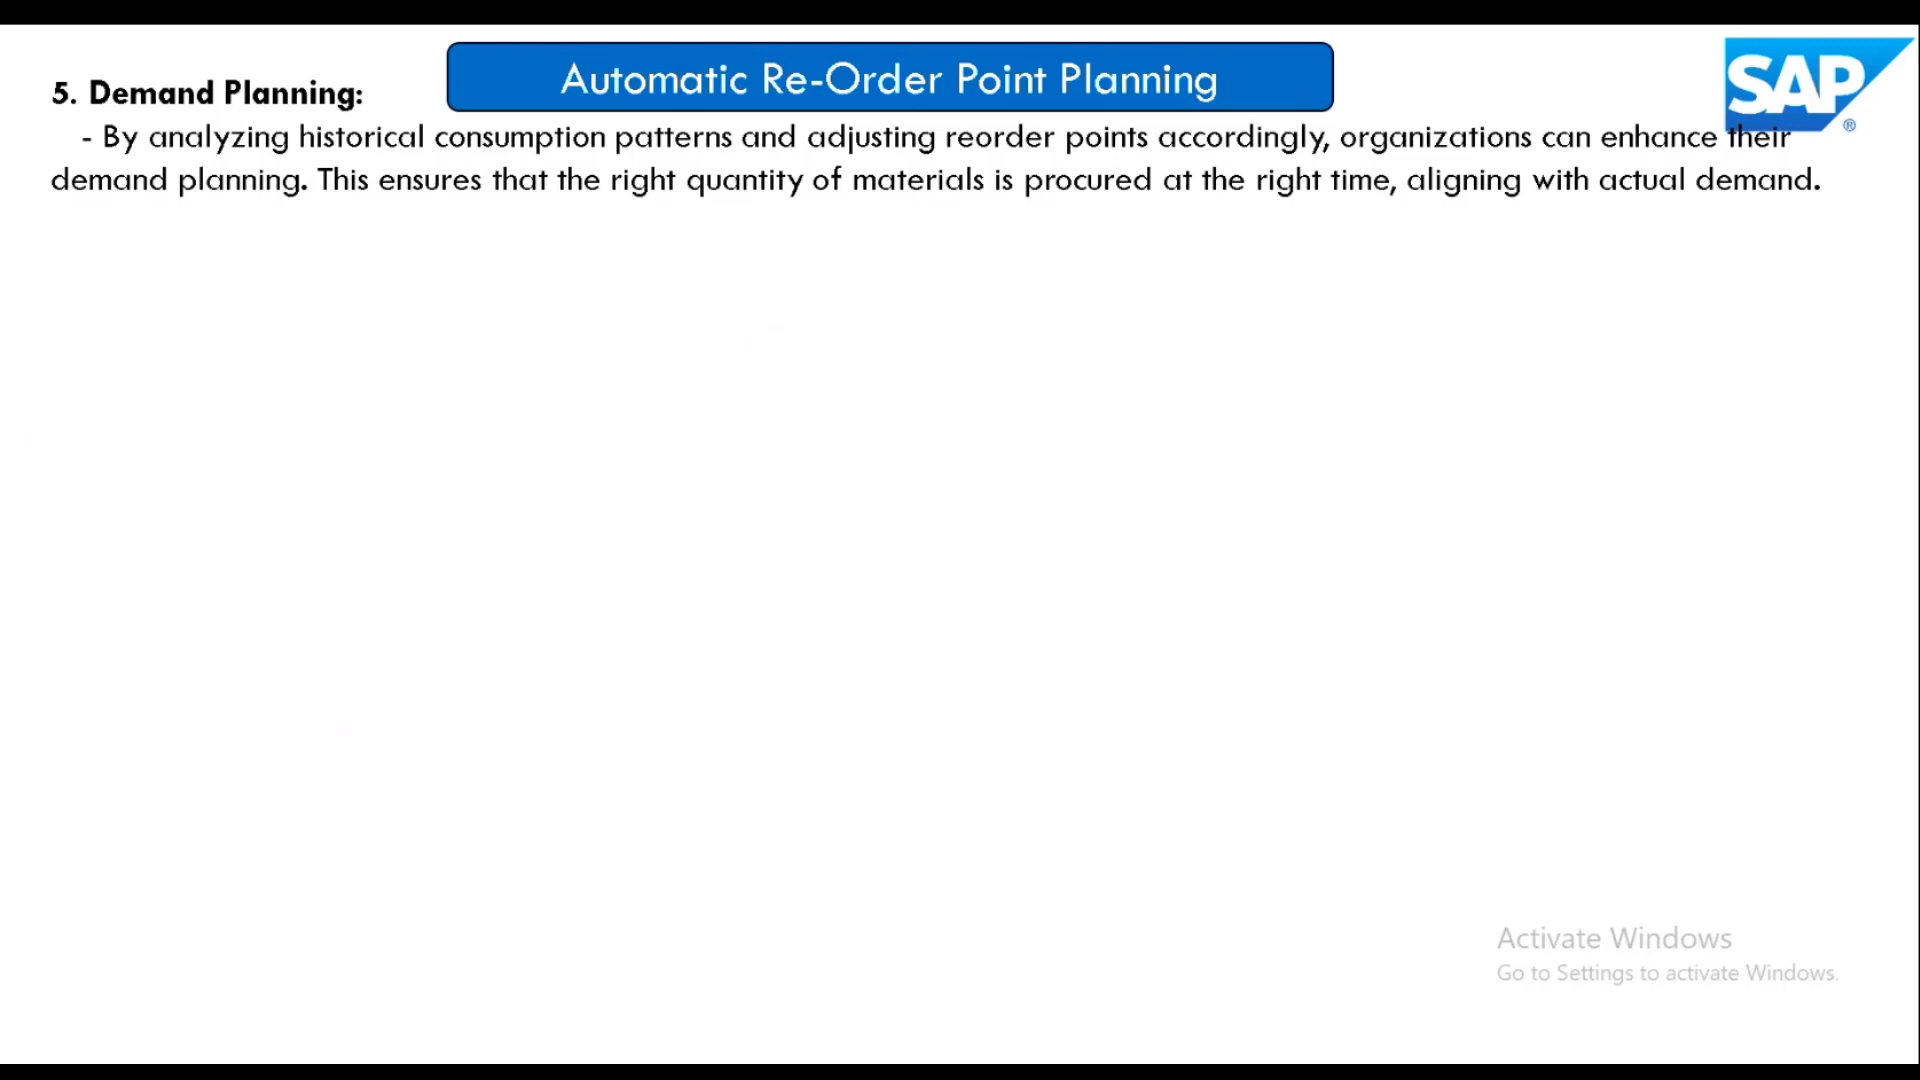 Automatic Re-Order Point Planning
SAP
®
5. Demand Planning:
- By analyzing historical consumption patterns and adjusting reorder points accordingly, organizations can enhance their
demand planning. This ensures that the right quantity of materials is procured at the right time, aligning with actual demand.
Activate Windows
Go to Settings to activate Windows.